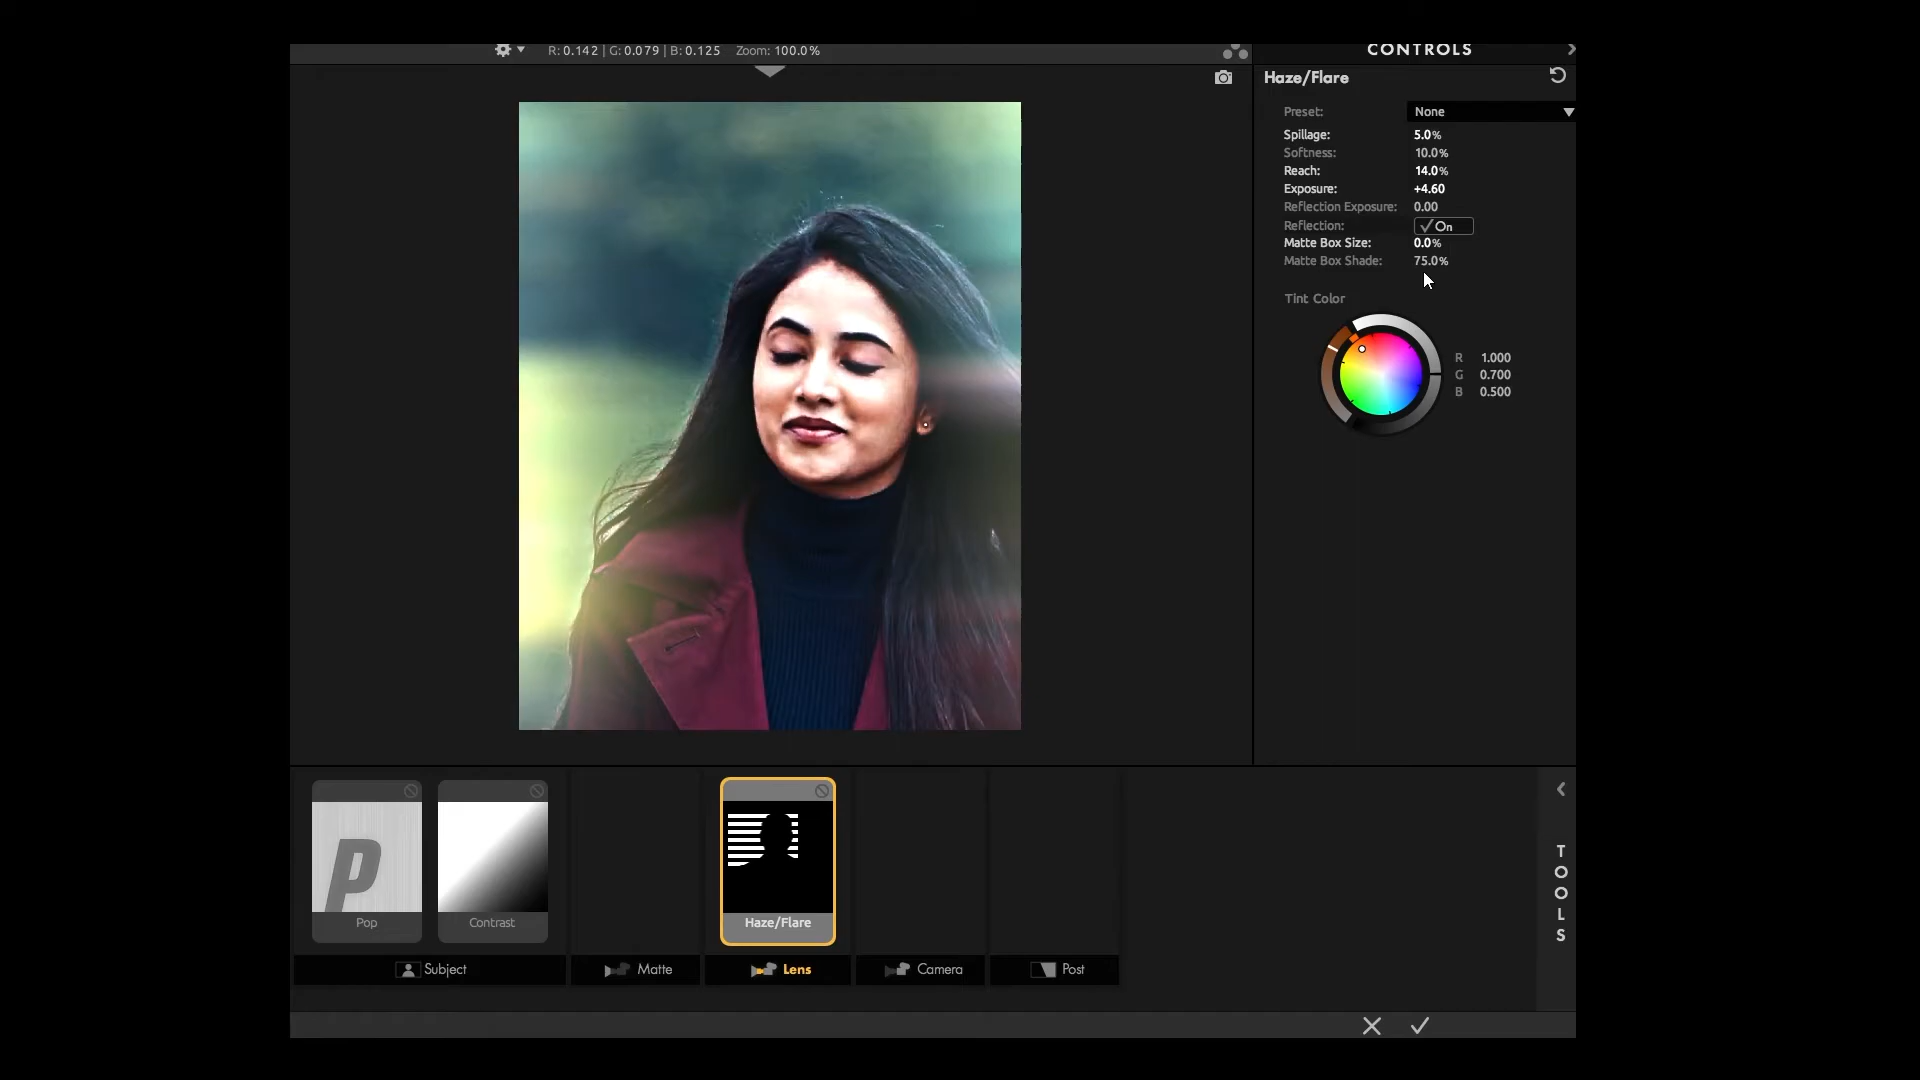 R: 0.142 | G: 0.079 | B: 0.125 Zoom: 100.0%
CONTROLS
Haze/Flare
Preset: None
Spillage: 5.0%
Softness: 10.0%
Reach: 14.0%
Exposure: +4.60
Reflection Exposure: 0.00
Reflection: On
Matte Box Size: 0.0%
Matte Box Shade: 75.0%
Tint Color
R 1.000
G 0.700
B 0.500
P
Pop
Contrast
Haze/Flare
Subject
Matte
Lens
Camera
Post
TOOLS